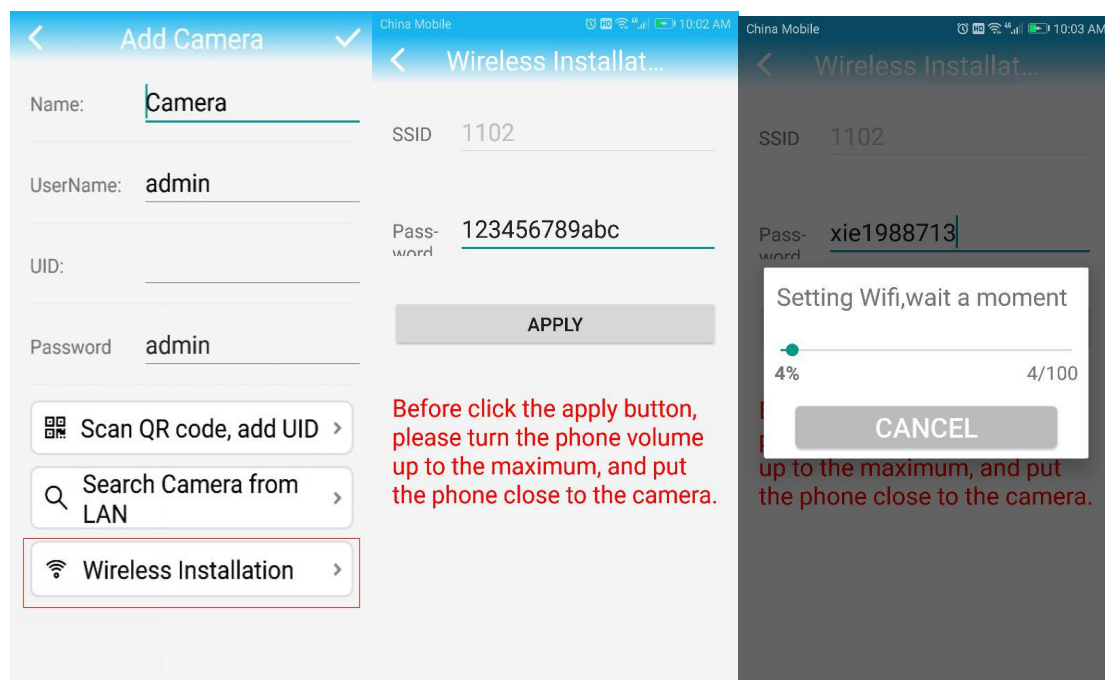 Add Camera
Name: Camera
UserName: admin
UID:
Password admin
Scan QR code, add UID
Search Camera from
LAN
Wireless Installation
China Mobile HD 46 10:02 AM
Wireless Installat...
SSID 1102
Pass- 123456789abc
word
APPLY
Before click the apply button,
please turn the phone volume
up to the maximum, and put
the phone close to the camera.
China Mobile HD 46 10:03 AM
Wireless Installat...
SSID 1102
Pass- xie1988713
word
Setting Wifi,wait a moment
4% 4/100
CANCEL
up to the maximum, and put
the phone close to the camera.